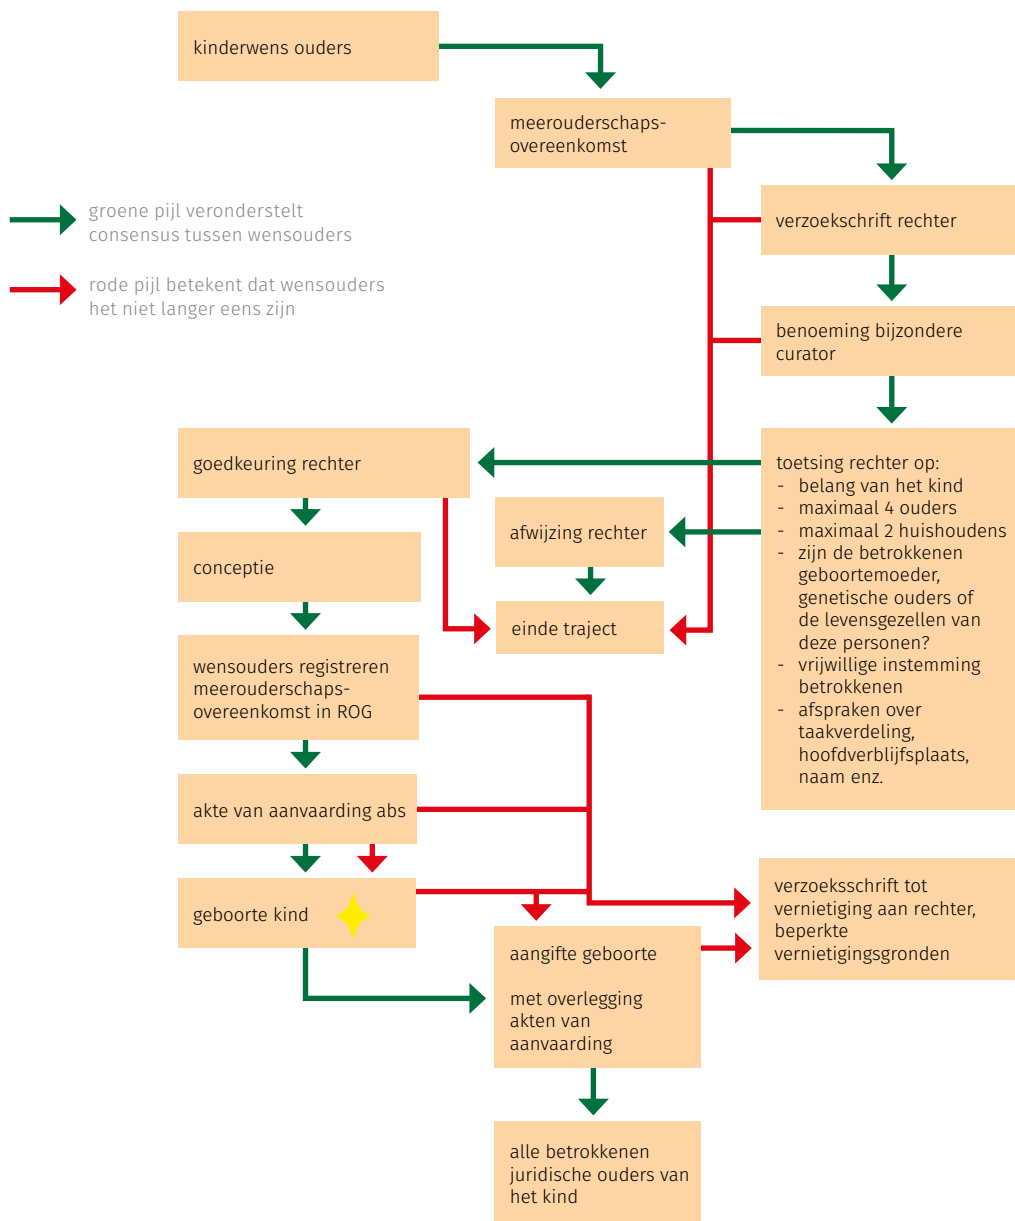 kinderwens ouders
meerouderschaps-
overeenkomst
groene pijl veronderstelt
consensus tussen wensouders
rode pijl betekent dat wensouders
het niet langer eens zijn
verzoekschrift rechter
benoeming bijzondere
curator
toetsing rechter op:
- belang van het kind
- maximaal 4 ouders
- maximaal 2 huishoudens
- zijn de betrokkenen
geboortemoeder,
genetische ouders of
de levensgezellen van
deze personen?
- vrijwillige instemming
betrokkenen
- afspraken over
taakverdeling,
hoofdverblijfsplaats,
naam enz.
goedkeuring rechter
afwijzing rechter
conceptie
einde traject
wensouders registreren
meerouderschaps-
overeenkomst in ROG
akte van aanvaarding abs
geboorte kind
verzoeksschrift tot
vernietiging aan rechter,
beperkte
vernietigingsgronden
aangifte geboorte
met overlegging
akten van
aanvaarding
alle betrokkenen
juridische ouders van
het kind